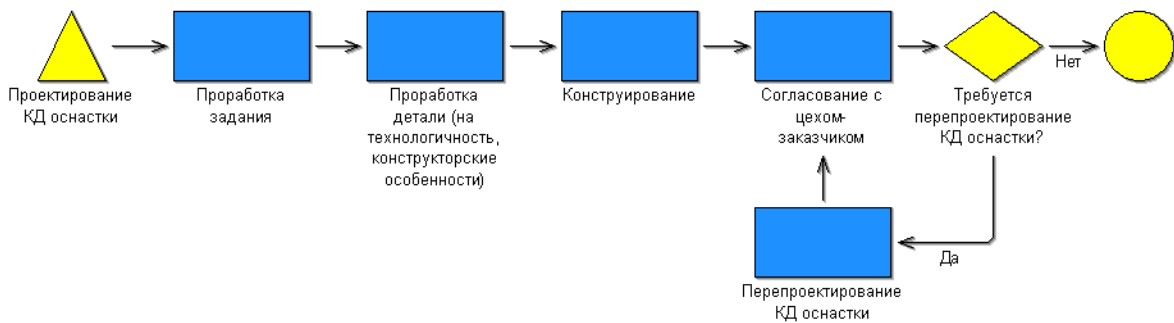 Проектирование
КД оснастки
Проработка
задания
Проработка
детали (на
технологичность,
конструкторские
особенности)
Конструирование
Согласование с
цехом-
заказчиком
Требуется
перепроектирование
КД оснастки?
Нет
Да
Перепроектирование
КД оснастки